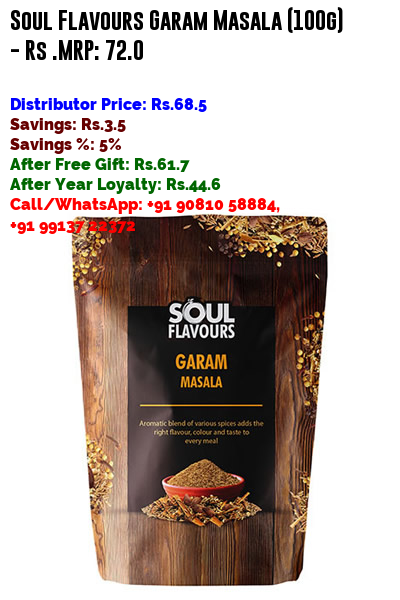 Soul Flavours Garam Masala (100g)
- Rs .MRP: 72.0
Distributor Price: Rs.68.5
Savings: Rs.3.5
Savings %: 5%
After Free Gift: Rs.61.7
After Year Loyalty: Rs.44.6
Call/WhatsApp: +91 90810 58884,
+91 99137 22372
SOUL
FLAVOURS
GARAM
MASALA
Aromatic blend of various spices adds the
right flavour, colour and taste to
every meal